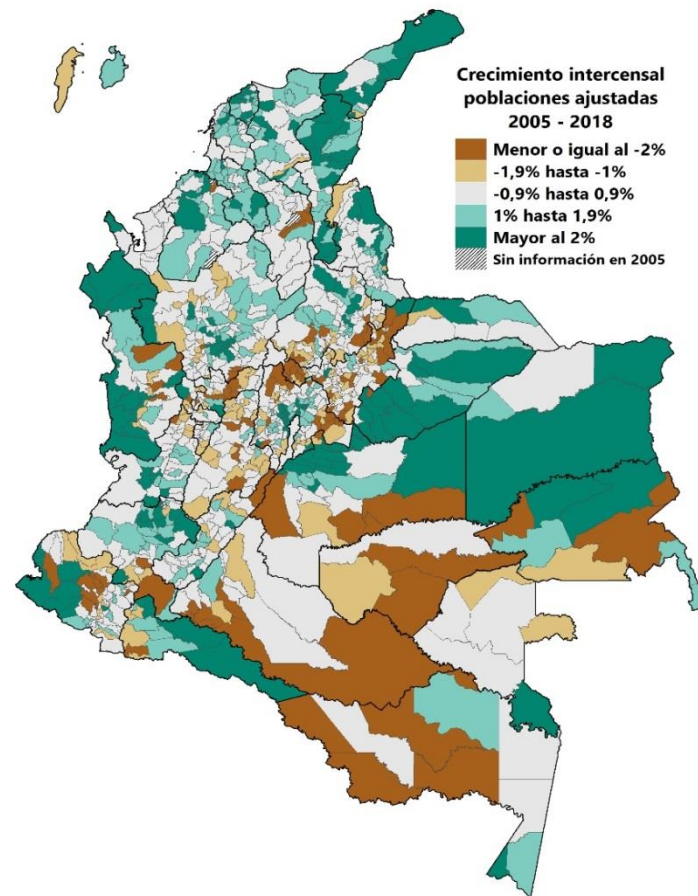 Crecimiento intercensal
poblaciones ajustadas
2005 - 2018
Menor o igual al -2%
-1,9% hasta -1%
-0,9% hasta 0,9%
1% hasta 1,9%
Mayor al 2%
Sin información en 2005